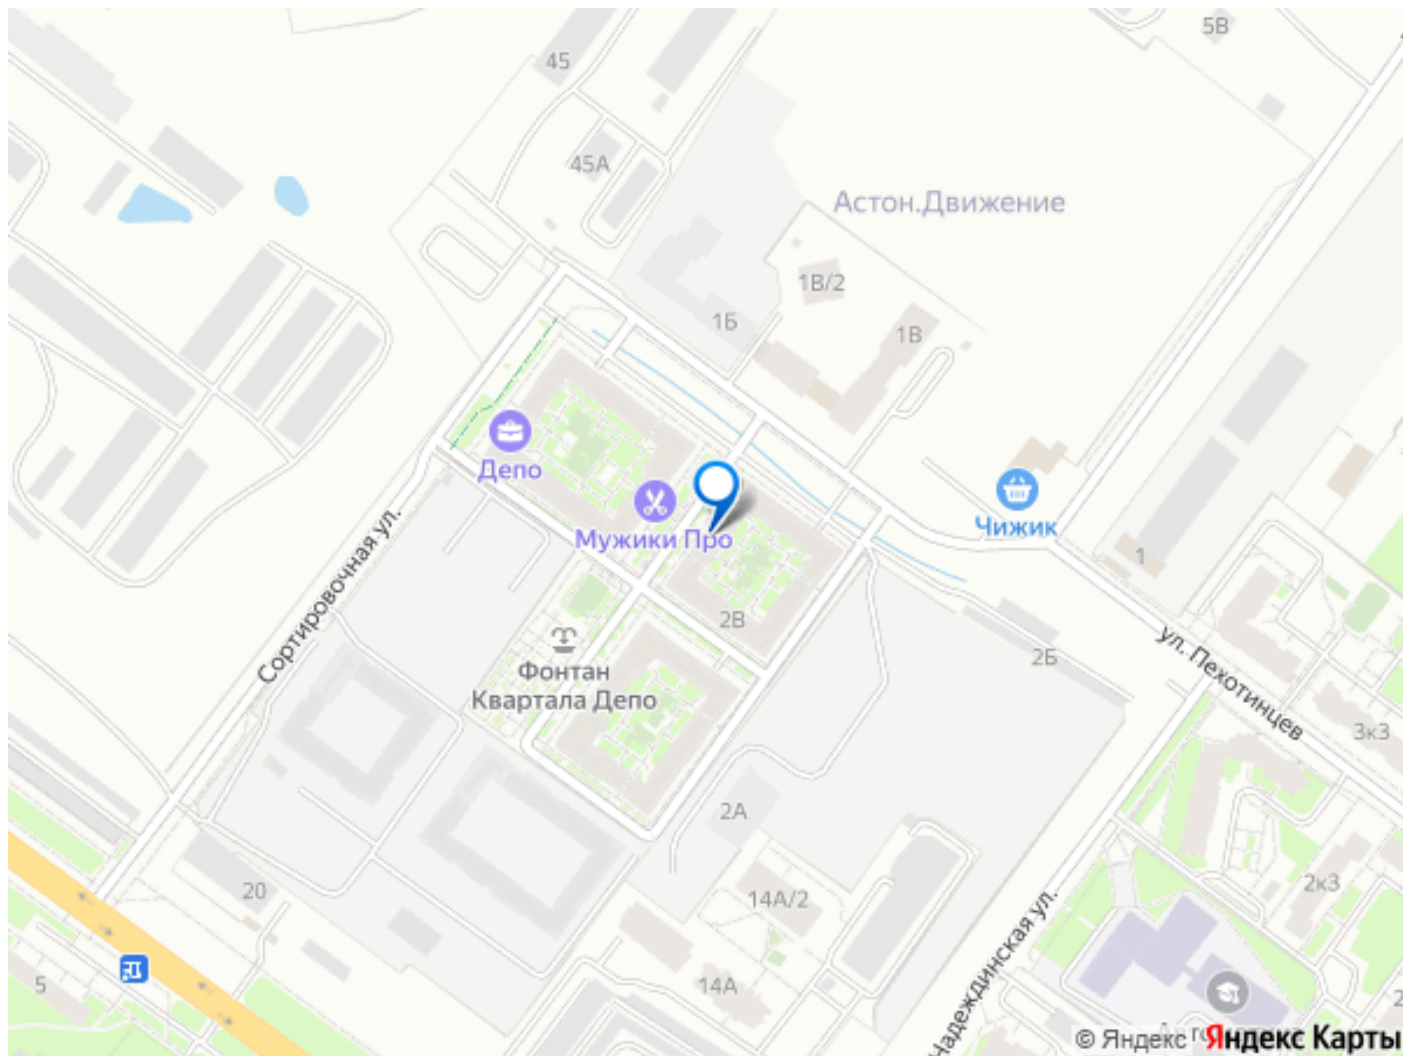 5В
45
45А
Астон.Движение
1В/2
1Б
1В
Депо
Мужики Про
Чижик
1
Сортировочная ул.
2В
2Б
ул. Пехотинцев
Фонтан
Квартала Депо
3к3
2А
20
14А/2
2к3
5
14А
Надеждинская ул.
2
© Яндекс
Яндекс Карты